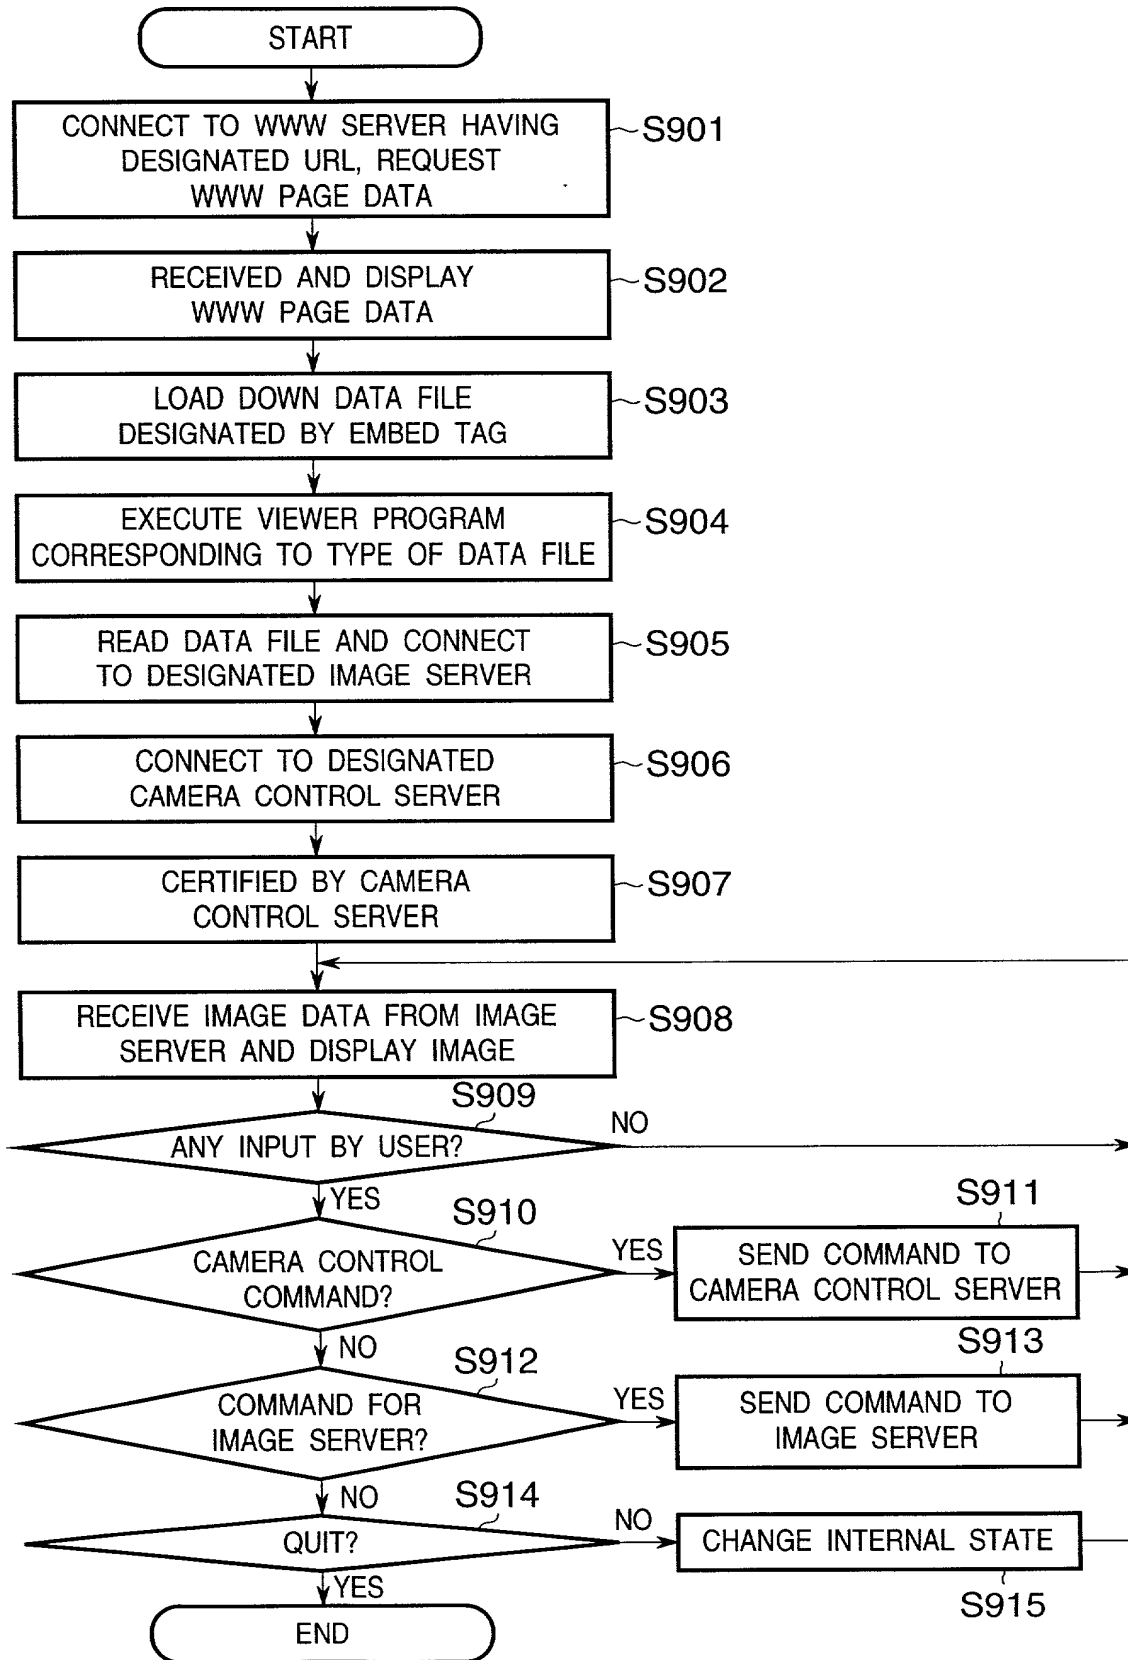 START
CONNECT TO WWW SERVER HAVING
DESIGNATED URL, REQUEST
WWW PAGE DATA
S901
RECEIVED AND DISPLAY
WWW PAGE DATA
S902
LOAD DOWN DATA FILE
DESIGNATED BY EMBED TAG
S903
EXECUTE VIEWER PROGRAM
CORRESPONDING TO TYPE OF DATA FILE
S904
READ DATA FILE AND CONNECT
TO DESIGNATED IMAGE SERVER
S905
CONNECT TO DESIGNATED
CAMERA CONTROL SERVER
S906
CERTIFIED BY CAMERA
CONTROL SERVER
S907
RECEIVE IMAGE DATA FROM IMAGE
SERVER AND DISPLAY IMAGE
S908
S909
ANY INPUT BY USER?
NO
YES
S910
CAMERA CONTROL
COMMAND?
YES
S911
SEND COMMAND TO
CAMERA CONTROL SERVER
NO
S912
COMMAND FOR
IMAGE SERVER?
YES
S913
SEND COMMAND TO
IMAGE SERVER
NO
S914
QUIT?
NO
CHANGE INTERNAL STATE
S915
YES
END